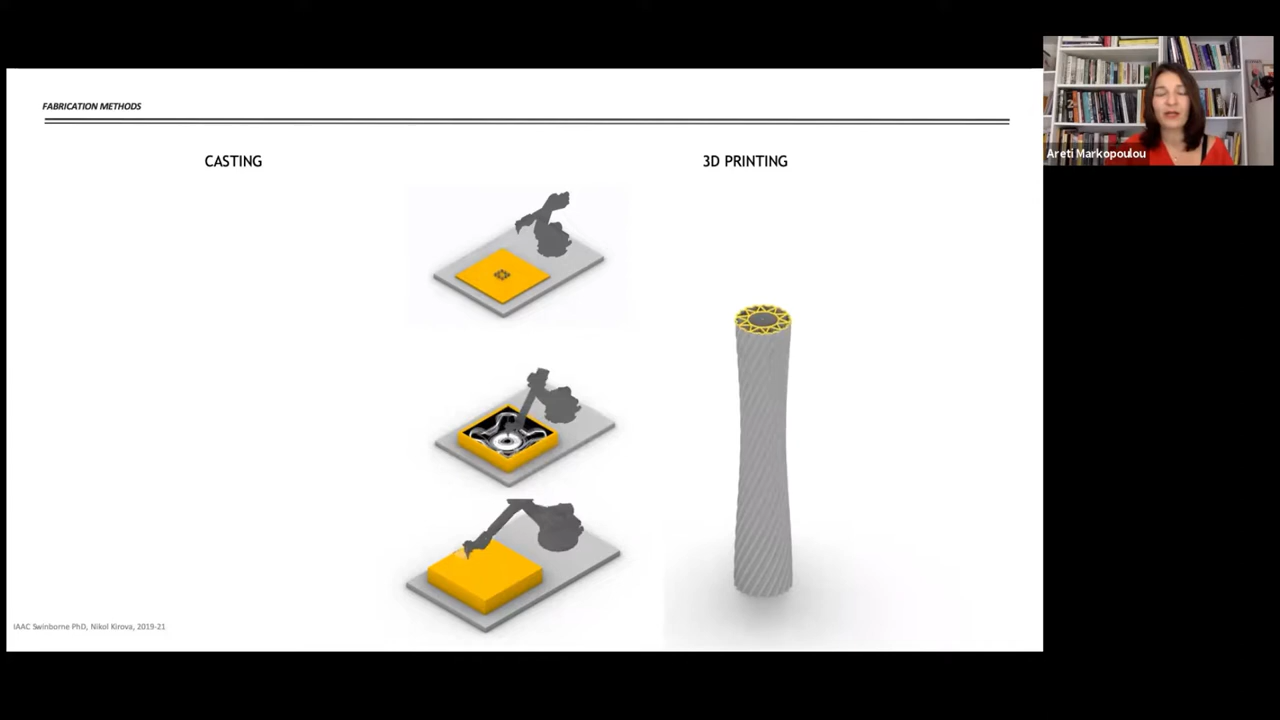 FABRICATION METHODS
CASTING
3D PRINTING
IAAC Swinborne PhD, Nikol Kirova, 2019-21
Areti Markopoulou